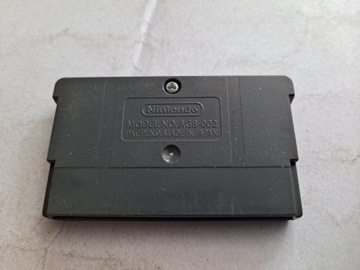 Nintendo
MODEL NO. AGB-002
PAT. PEND. MADE IN JAPAN